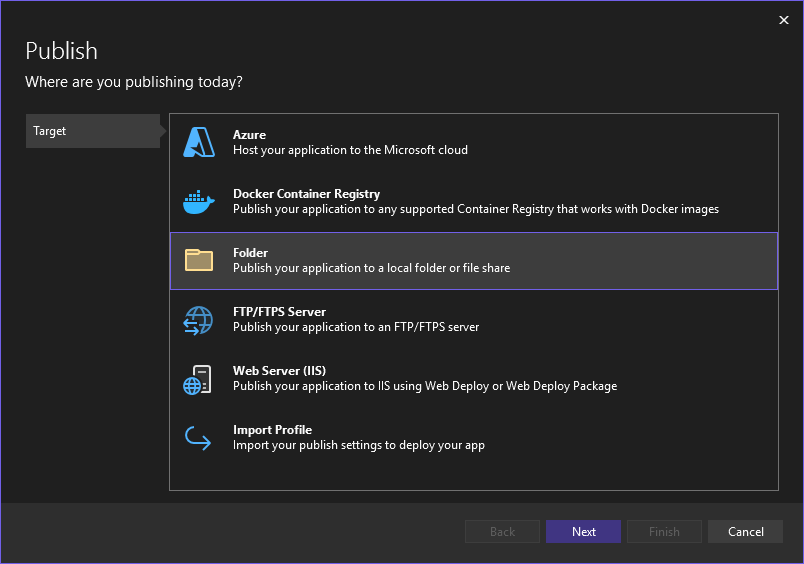 Publish
Where are you publishing today?
Target
Azure
Host your application to the Microsoft cloud
Docker Container Registry
Publish your application to any supported Container Registry that works with Docker images
Folder
Publish your application to a local folder or file share
FTP/FTPS Server
Publish your application to an FTP/FTPS server
Web Server (IIS)
Publish your application to IIS using Web Deploy or Web Deploy Package
Import Profile
Import your publish settings to deploy your app
Back Next Finish Cancel